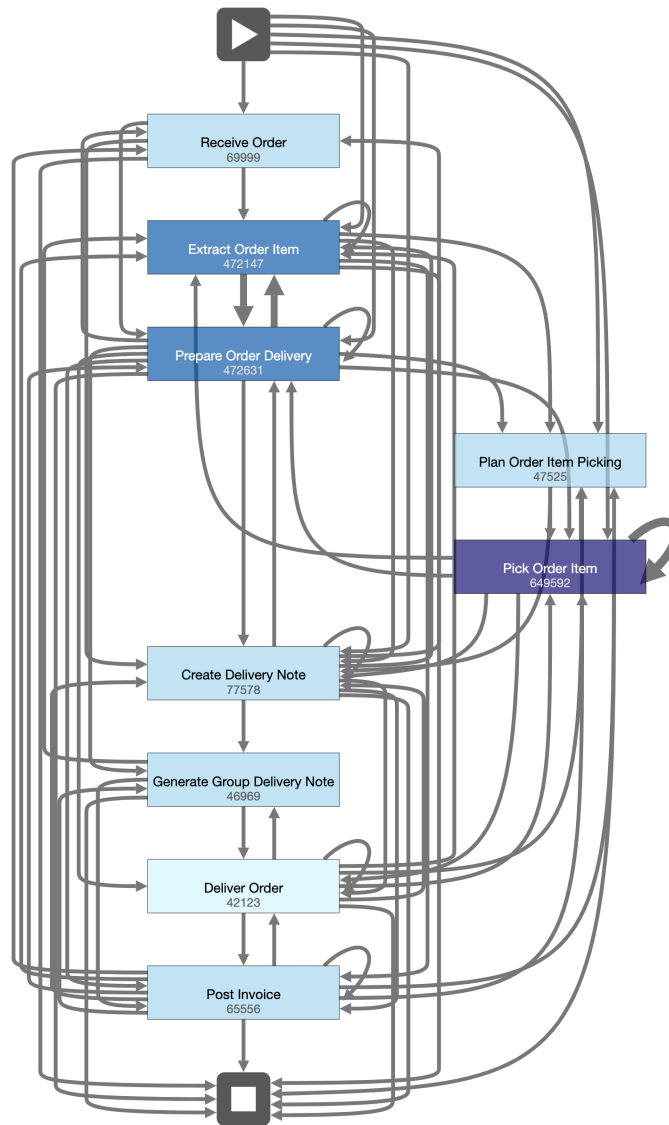 Receive Order
69999
Extract Order Item
472147
Prepare Order Delivery
472631
Plan Order Item Picking
47525
Pick Order Item
649592
Create Delivery Note
77578
Generate Group Delivery Note
46969
Deliver Order
42123
Post Invoice
65556